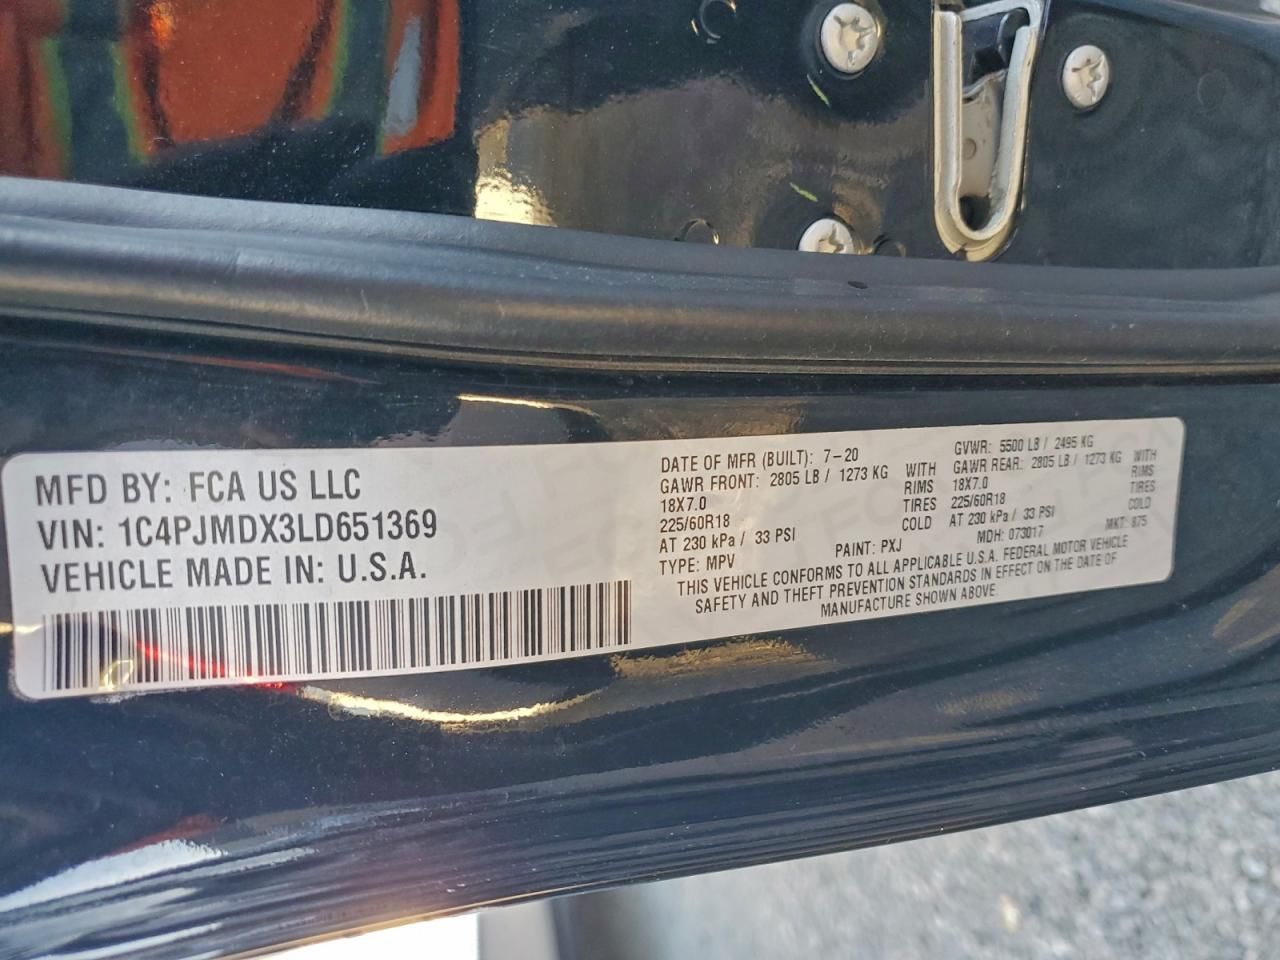 MFD BY: FCA US LLC
VIN: 1C4PJMDX3LD651369
VEHICLE MADE IN: U.S.A.
DATE OF MFR (BUILT): 7-20
GVWR: 5500 LB / 2495 KG
GAWR FRONT: 2805 LB / 1273 KG WITH
GAWR REAR: 2805 LB / 1273 KG WITH
18X7.0 RIMS
18X7.0 RIMS
225/60R18 TIRES
225/60R18 TIRES
AT 230 kPa / 33 PSI COLD
AT 230 kPa / 33 PSI COLD
TYPE: MPV PAINT: PXJ MDH: 073017 MKT: 875
THIS VEHICLE CONFORMS TO ALL APPLICABLE U.S.A. FEDERAL MOTOR VEHICLE
SAFETY AND THEFT PREVENTION STANDARDS IN EFFECT ON THE DATE OF
MANUFACTURE SHOWN ABOVE.